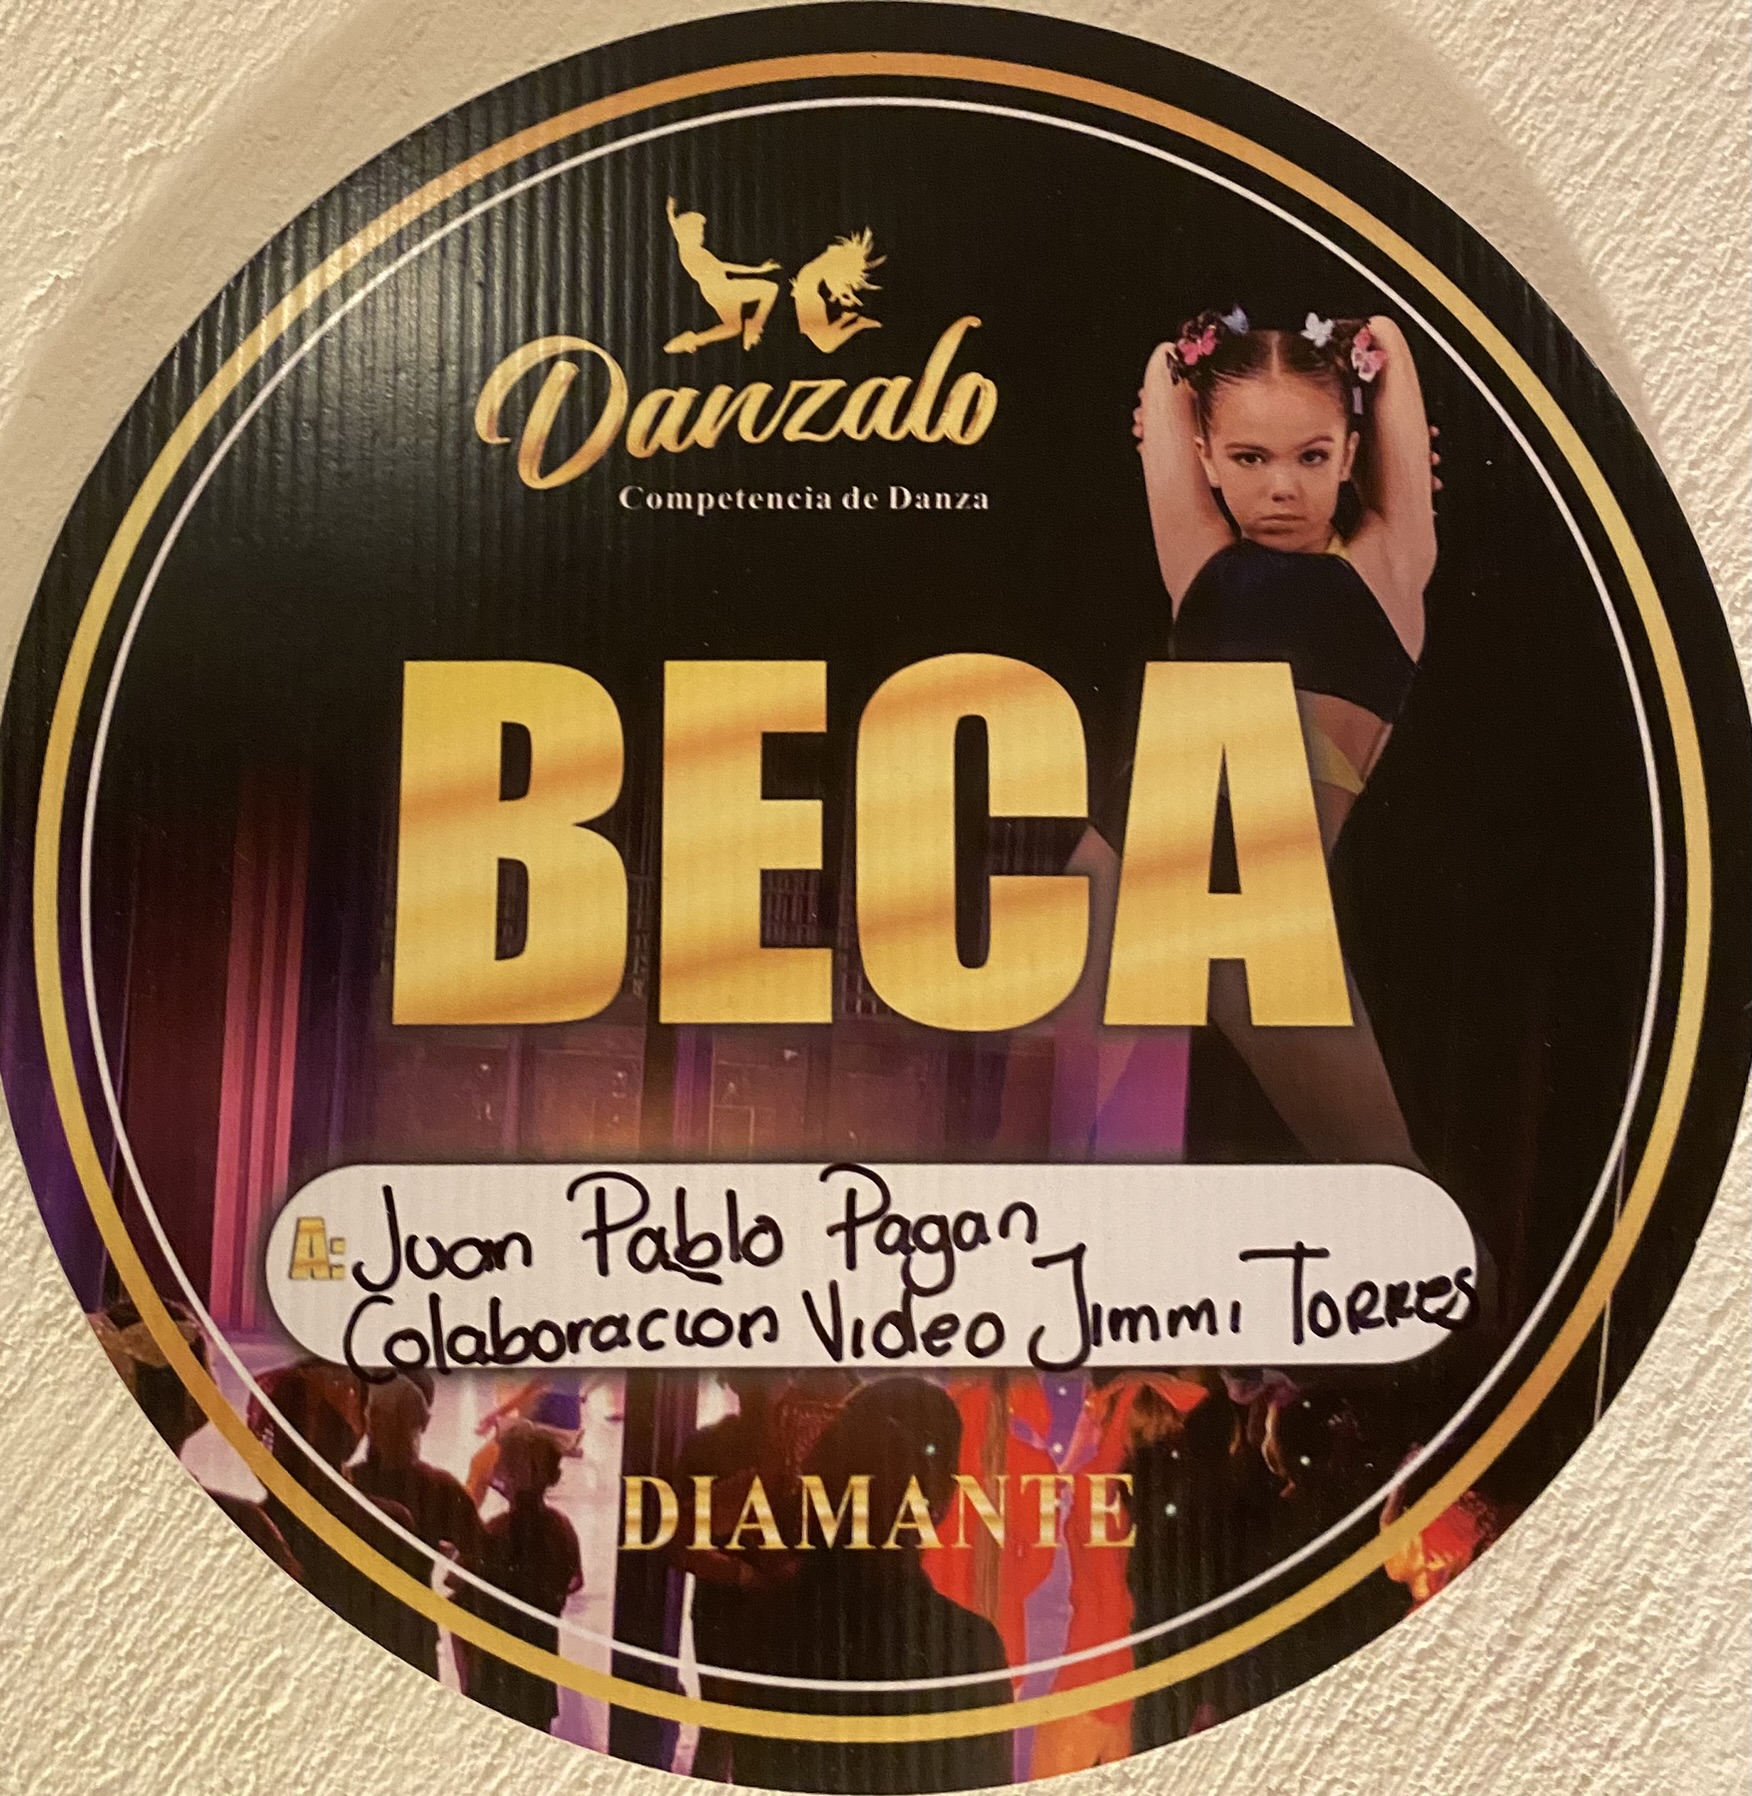 Danzalo
Competencia de Danza
BECA
A: Juan Pablo Pagan
Colaboracion Video Jimmi Torres
DIAMANTE